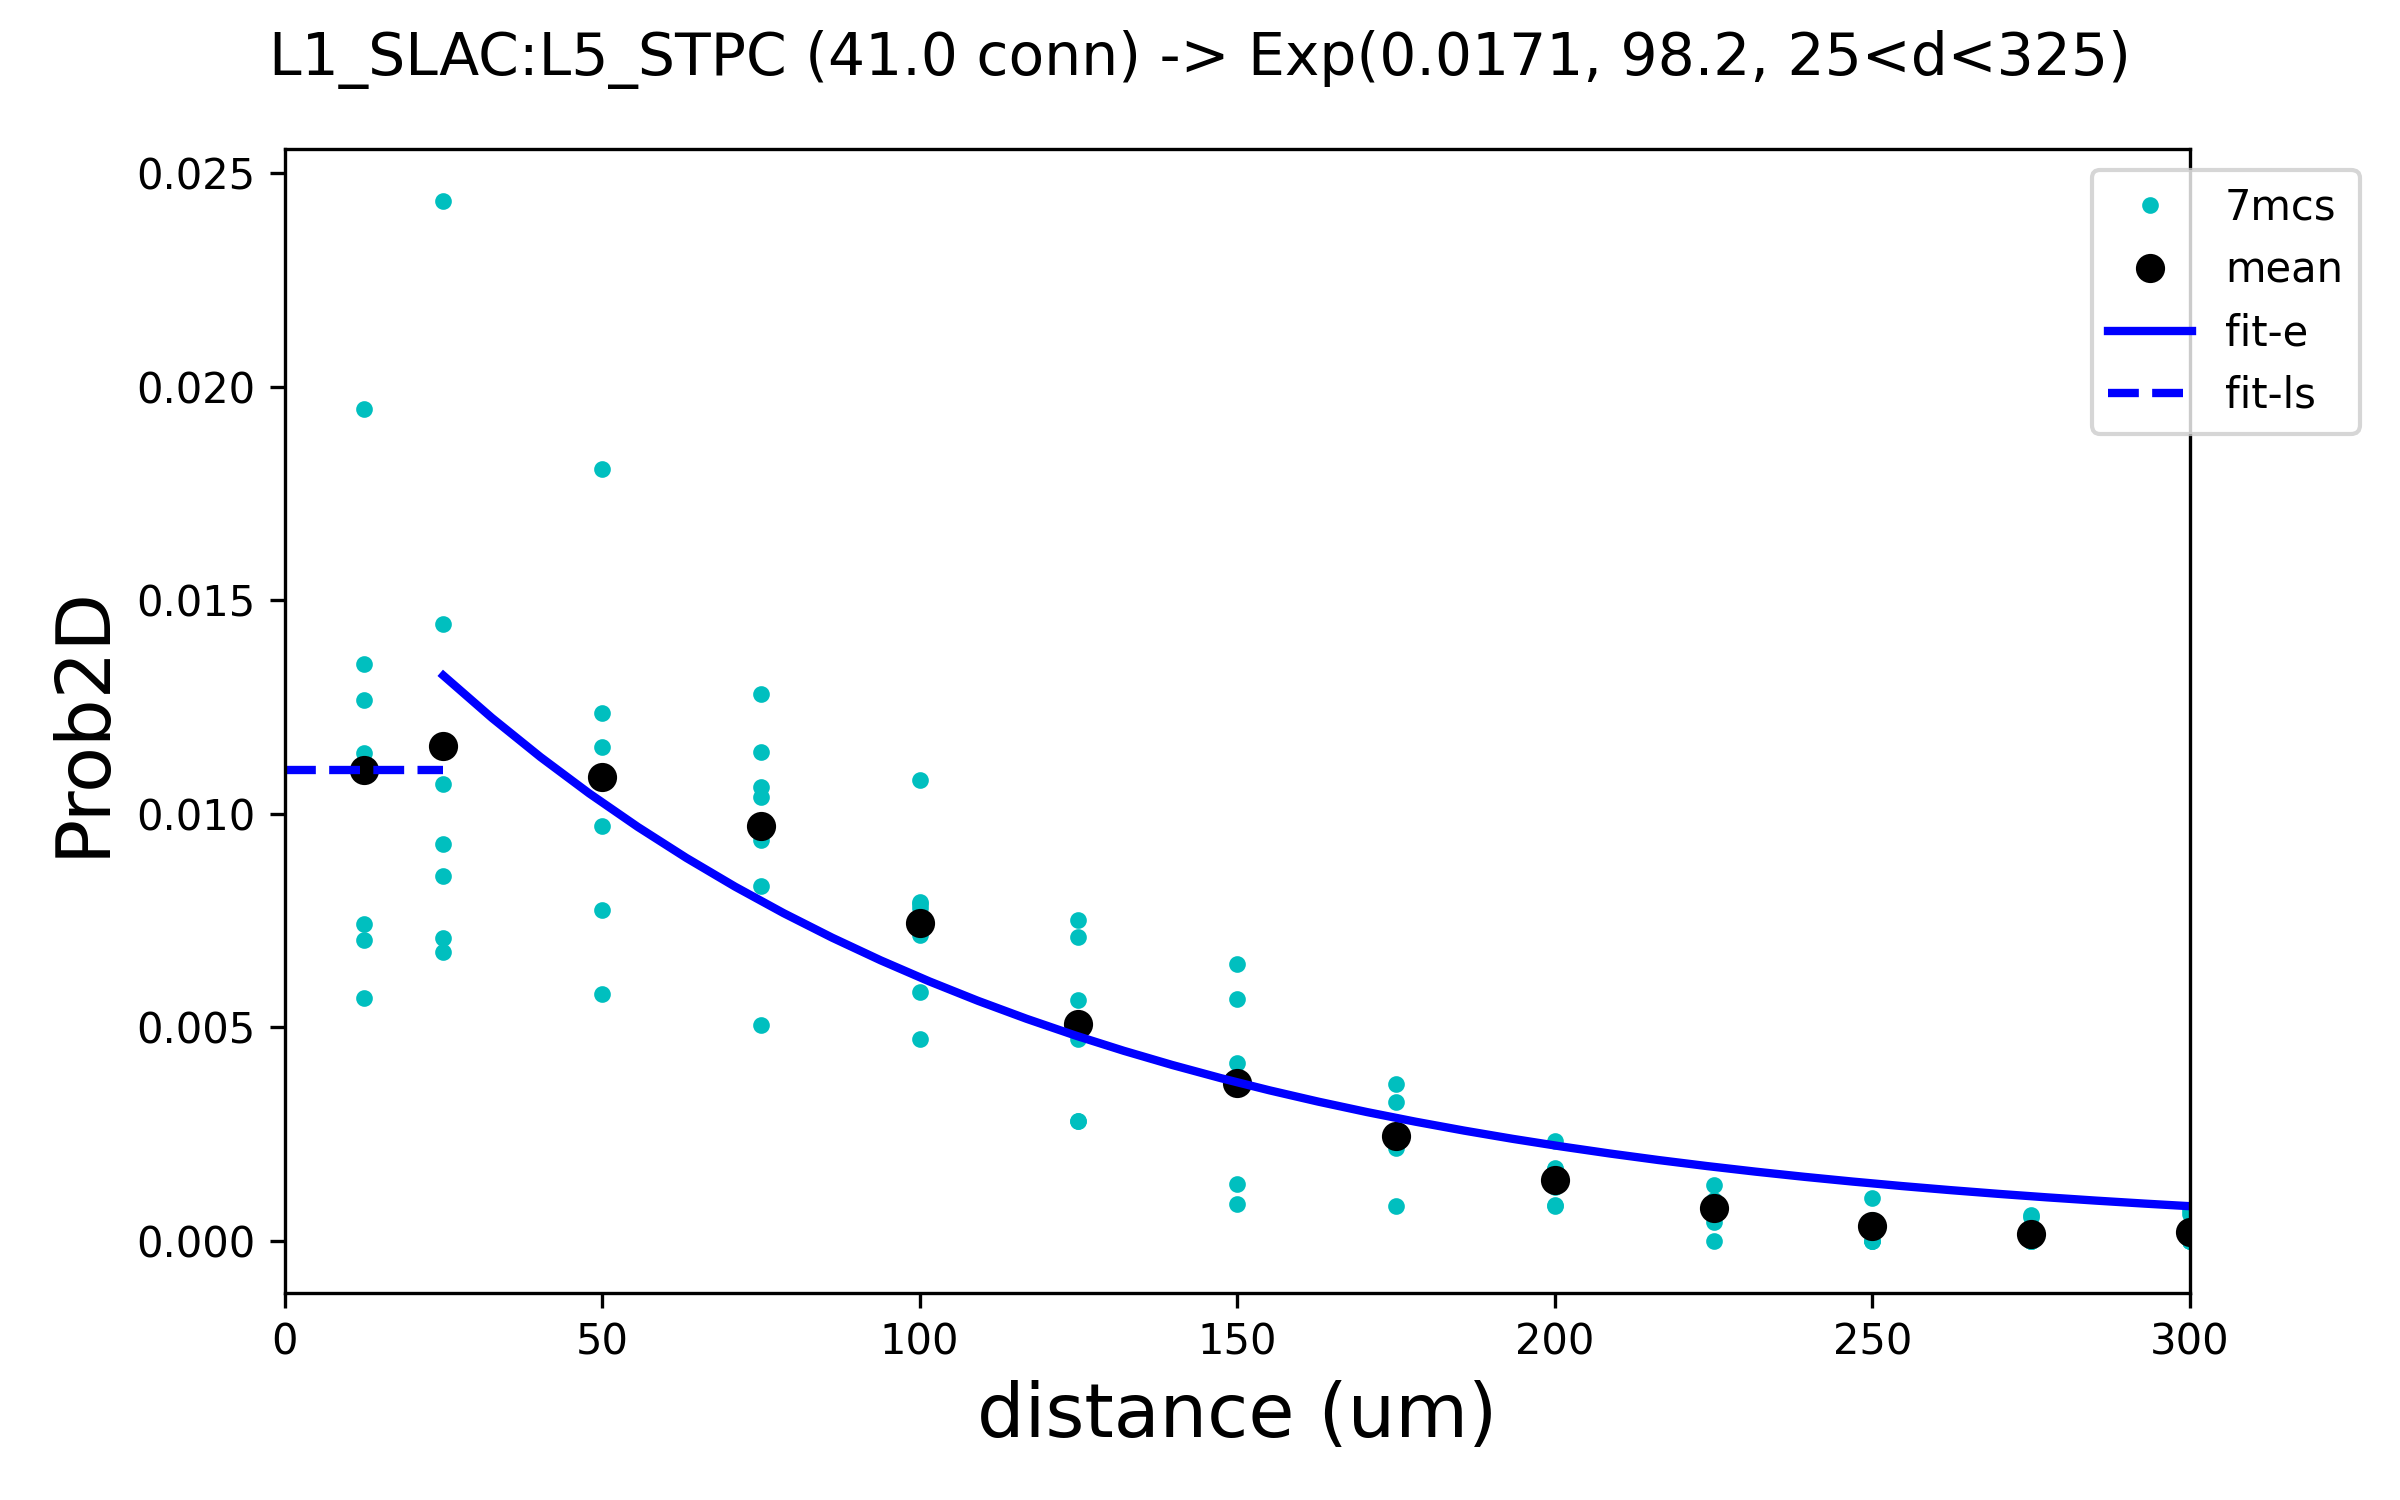 L1_SLAC:L5_STPC (41.0 conn) -> Exp(0.0171, 98.2, 25<d<325)
0.025
0.020
0.015
0.010
0.005
0.000
Prob2D
7mcs
mean
fit-e
fit-ls
0 50 100 150 200 250 300
distance (um)